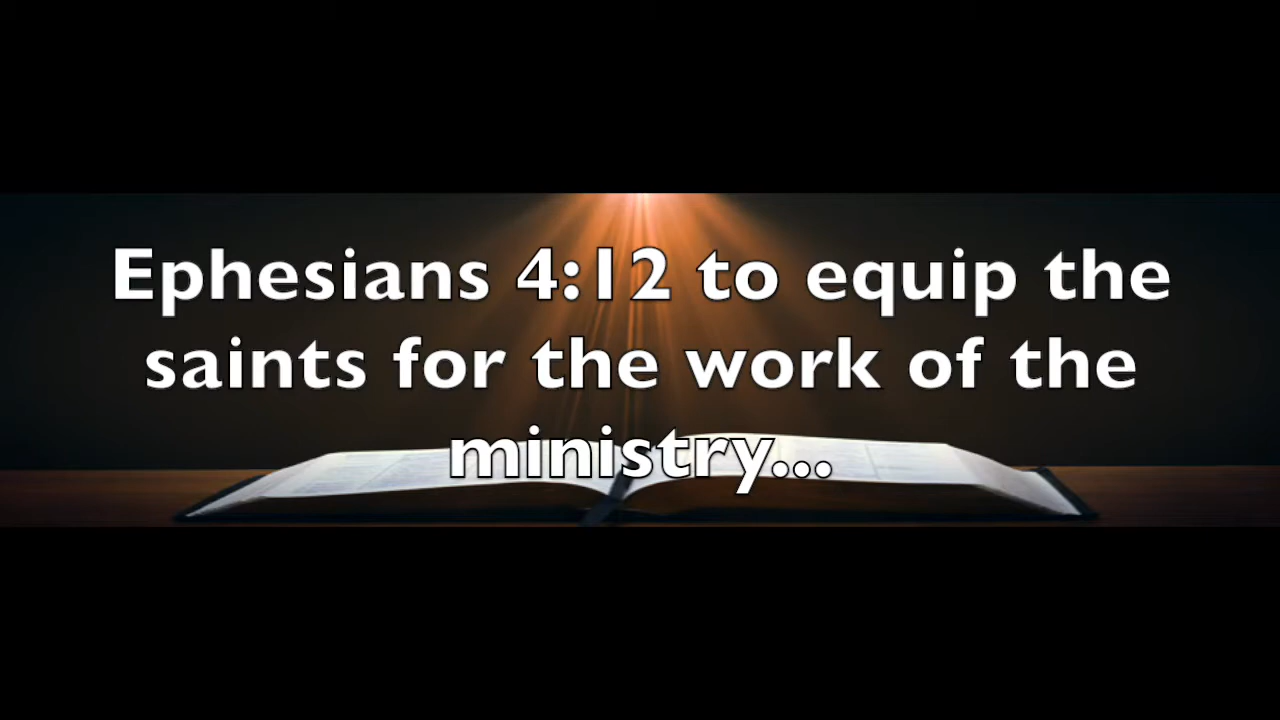 Ephesians 4:12 to equip the
saints for the work of the
ministry...